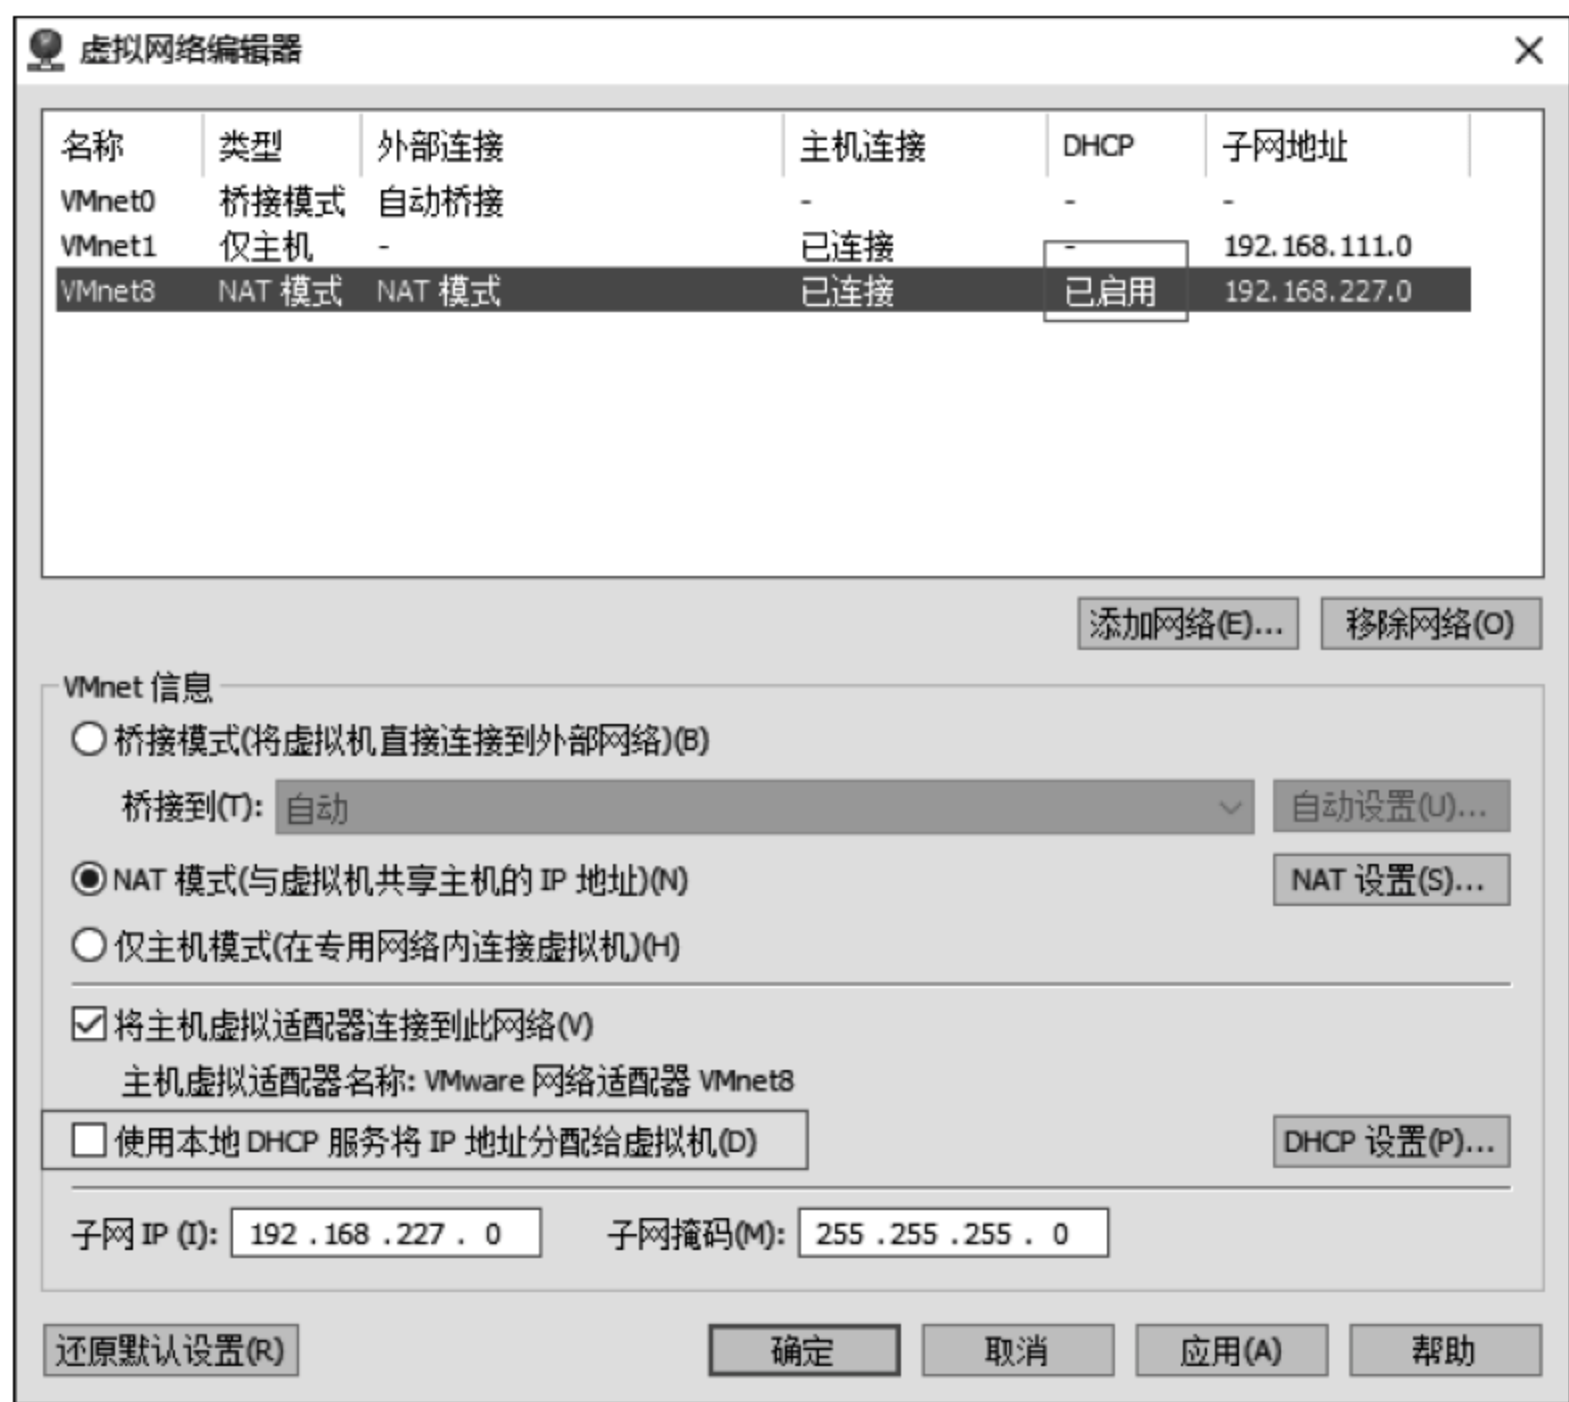 虚拟网络编辑器
名称 类型 外部连接 主机连接 DHCP 子网地址
VMnet0 桥接模式 自动桥接 - - -
VMnet1 仅主机 - 已连接 - 192.168.111.0
VMnet8 NAT 模式 NAT 模式 已连接 已启用 192.168.227.0
添加网络(E)... 移除网络(O)
VMnet 信息
桥接模式(将虚拟机直接连接到外部网络)(B)
桥接到(T): 自动 自动设置(U)...
NAT 模式(与虚拟机共享主机的 IP 地址)(N) NAT 设置(S)...
仅主机模式(在专用网络内连接虚拟机)(H)
将主机虚拟适配器连接到此网络(V)
主机虚拟适配器名称: VMware 网络适配器 VMnet8
使用本地 DHCP 服务将 IP 地址分配给虚拟机(D) DHCP 设置(P)...
子网 IP (I): 192 .168 .227 . 0 子网掩码(M): 255 .255 .255 . 0
还原默认设置(R) 确定 取消 应用(A) 帮助